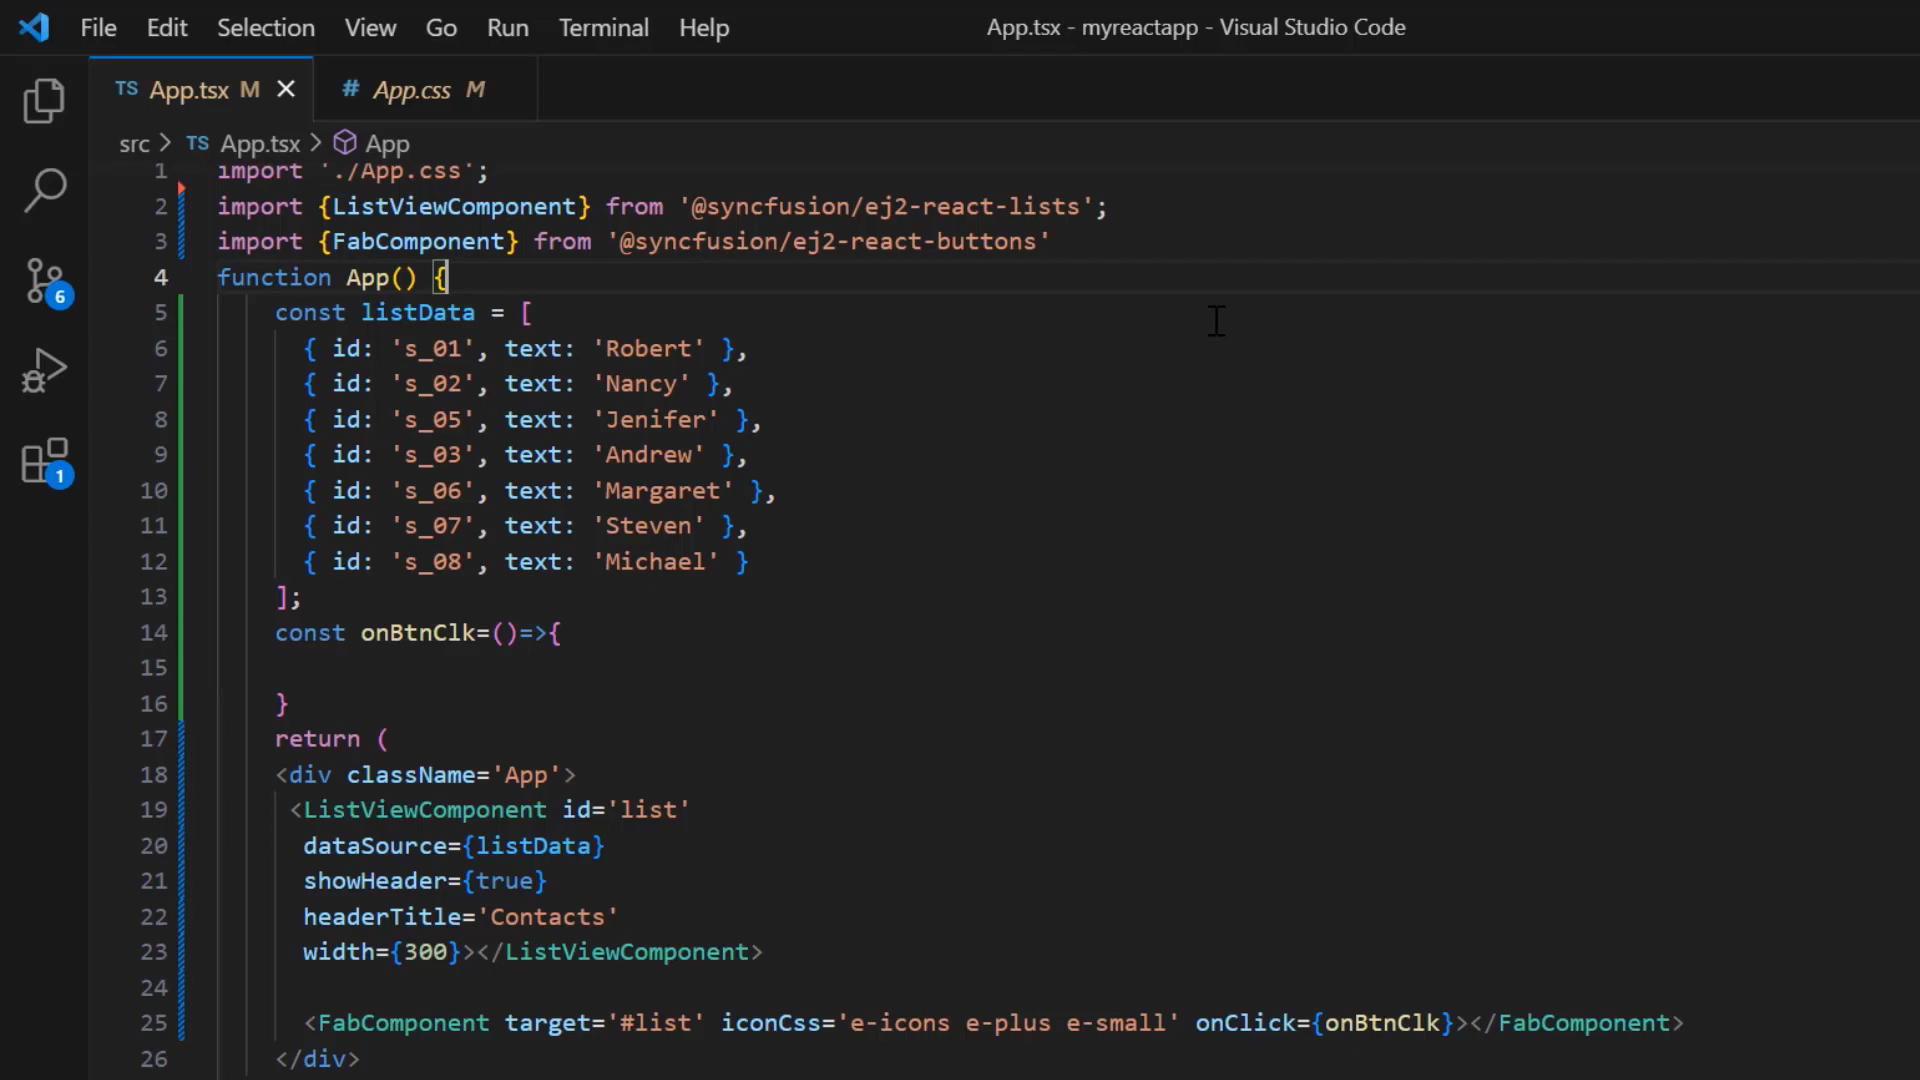 File Edit Selection View Go Run Terminal Help App.tsx - myreactapp - Visual Studio Code
TS App.tsx M # App.css M
src > TS App.tsx > App
1 import './App.css';
2 import {ListViewComponent} from '@syncfusion/ej2-react-lists';
3 import {FabComponent} from '@syncfusion/ej2-react-buttons'
4 function App() {
5 const listData = [
6 { id: 's_01', text: 'Robert' },
7 { id: 's_02', text: 'Nancy' },
8 { id: 's_05', text: 'Jenifer' },
9 { id: 's_03', text: 'Andrew' },
10 { id: 's_06', text: 'Margaret' },
11 { id: 's_07', text: 'Steven' },
12 { id: 's_08', text: 'Michael' }
13 ];
14 const onBtnClk=()=>{
15
16 }
17 return (
18 <div className='App'>
19 <ListViewComponent id='list'
20 dataSource={listData}
21 showHeader={true}
22 headerTitle='Contacts'
23 width={300}></ListViewComponent>
24
25 <FabComponent target='#list' iconCss='e-icons e-plus e-small' onClick={onBtnClk}></FabComponent>
26 </div>
6
1